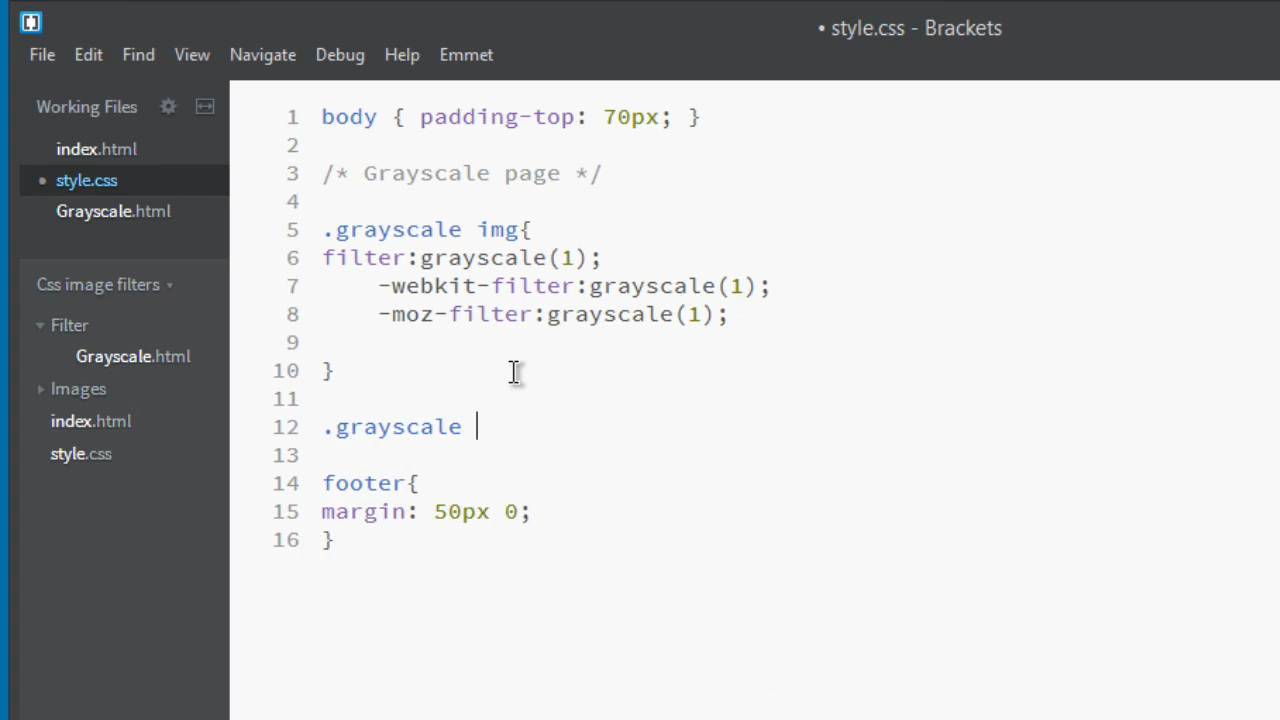 • style.css - Brackets
File Edit Find View Navigate Debug Help Emmet
Working Files
index.html
• style.css
Grayscale.html
Css image filters
Filter
Grayscale.html
Images
index.html
style.css
1 body { padding-top: 70px; }
2
3 /* Grayscale page */
4
5 .grayscale img{
6 filter:grayscale(1);
7 -webkit-filter:grayscale(1);
8 -moz-filter:grayscale(1);
9
10 }
11
12 .grayscale
13
14 footer{
15 margin: 50px 0;
16 }